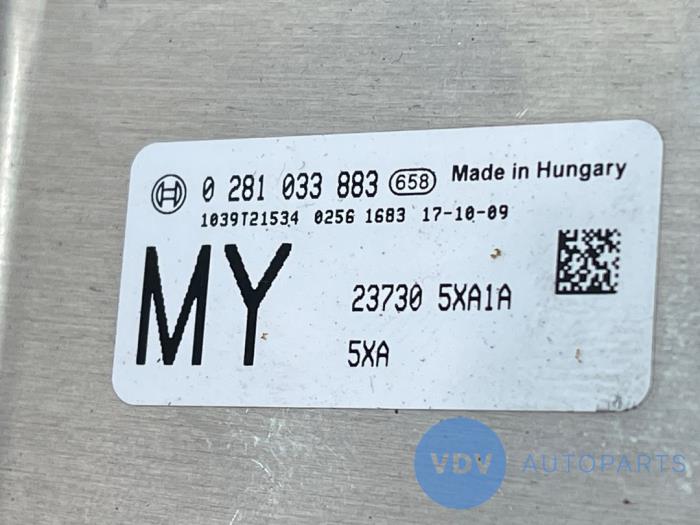 0 281 033 883 658 Made in Hungary
1039T21534 0256 1683 17-10-09
MY
23730 5XA1A
5XA
VDV AUTOPARTS